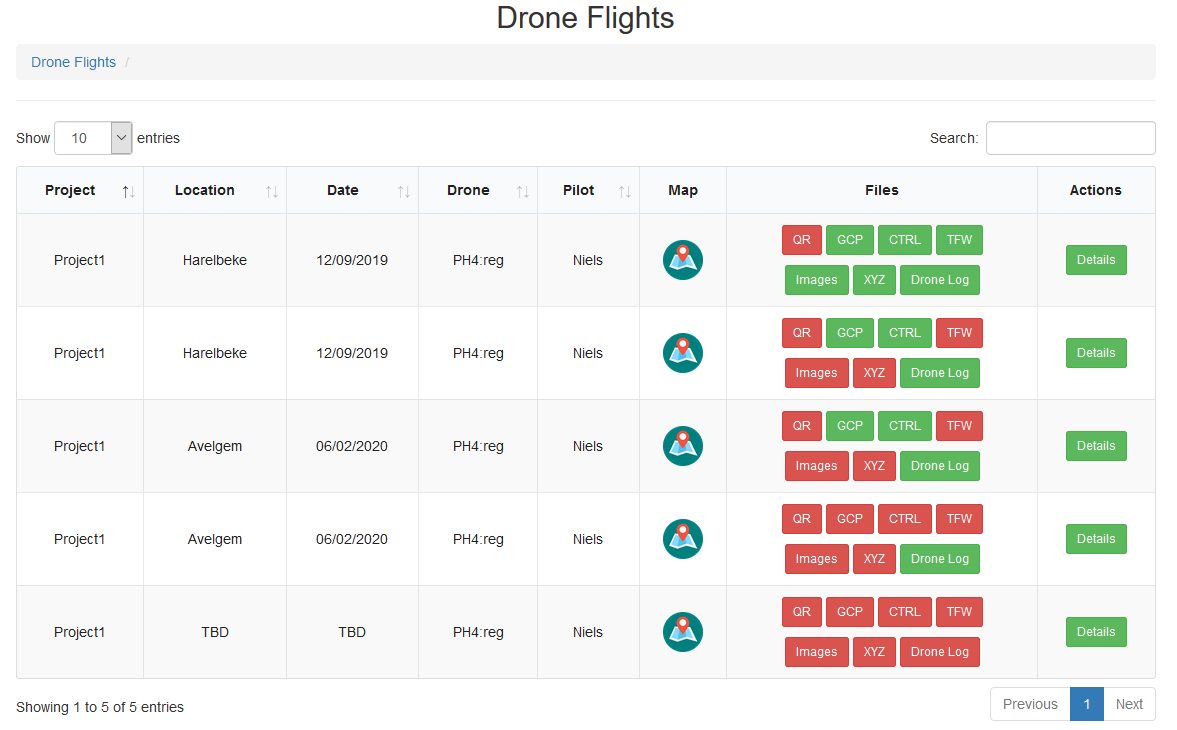 Drone Flights
Drone Flights /
Show 10 entries Search:
Project Location Date Drone Pilot Map Files Actions
Project1 Harelbeke 12/09/2019 PH4:reg Niels QR GCP CTRL TFW Details
Images XYZ Drone Log
Project1 Harelbeke 12/09/2019 PH4:reg Niels QR GCP CTRL TFW Details
Images XYZ Drone Log
Project1 Avelgem 06/02/2020 PH4:reg Niels QR GCP CTRL TFW Details
Images XYZ Drone Log
Project1 Avelgem 06/02/2020 PH4:reg Niels QR GCP CTRL TFW Details
Images XYZ Drone Log
Project1 TBD TBD PH4:reg Niels QR GCP CTRL TFW Details
Images XYZ Drone Log
Showing 1 to 5 of 5 entries Previous 1 Next